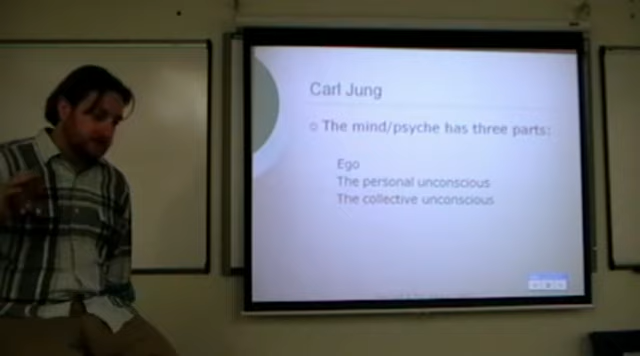 Carl Jung
The mind/psyche has three parts:
Ego
The personal unconscious
The collective unconscious